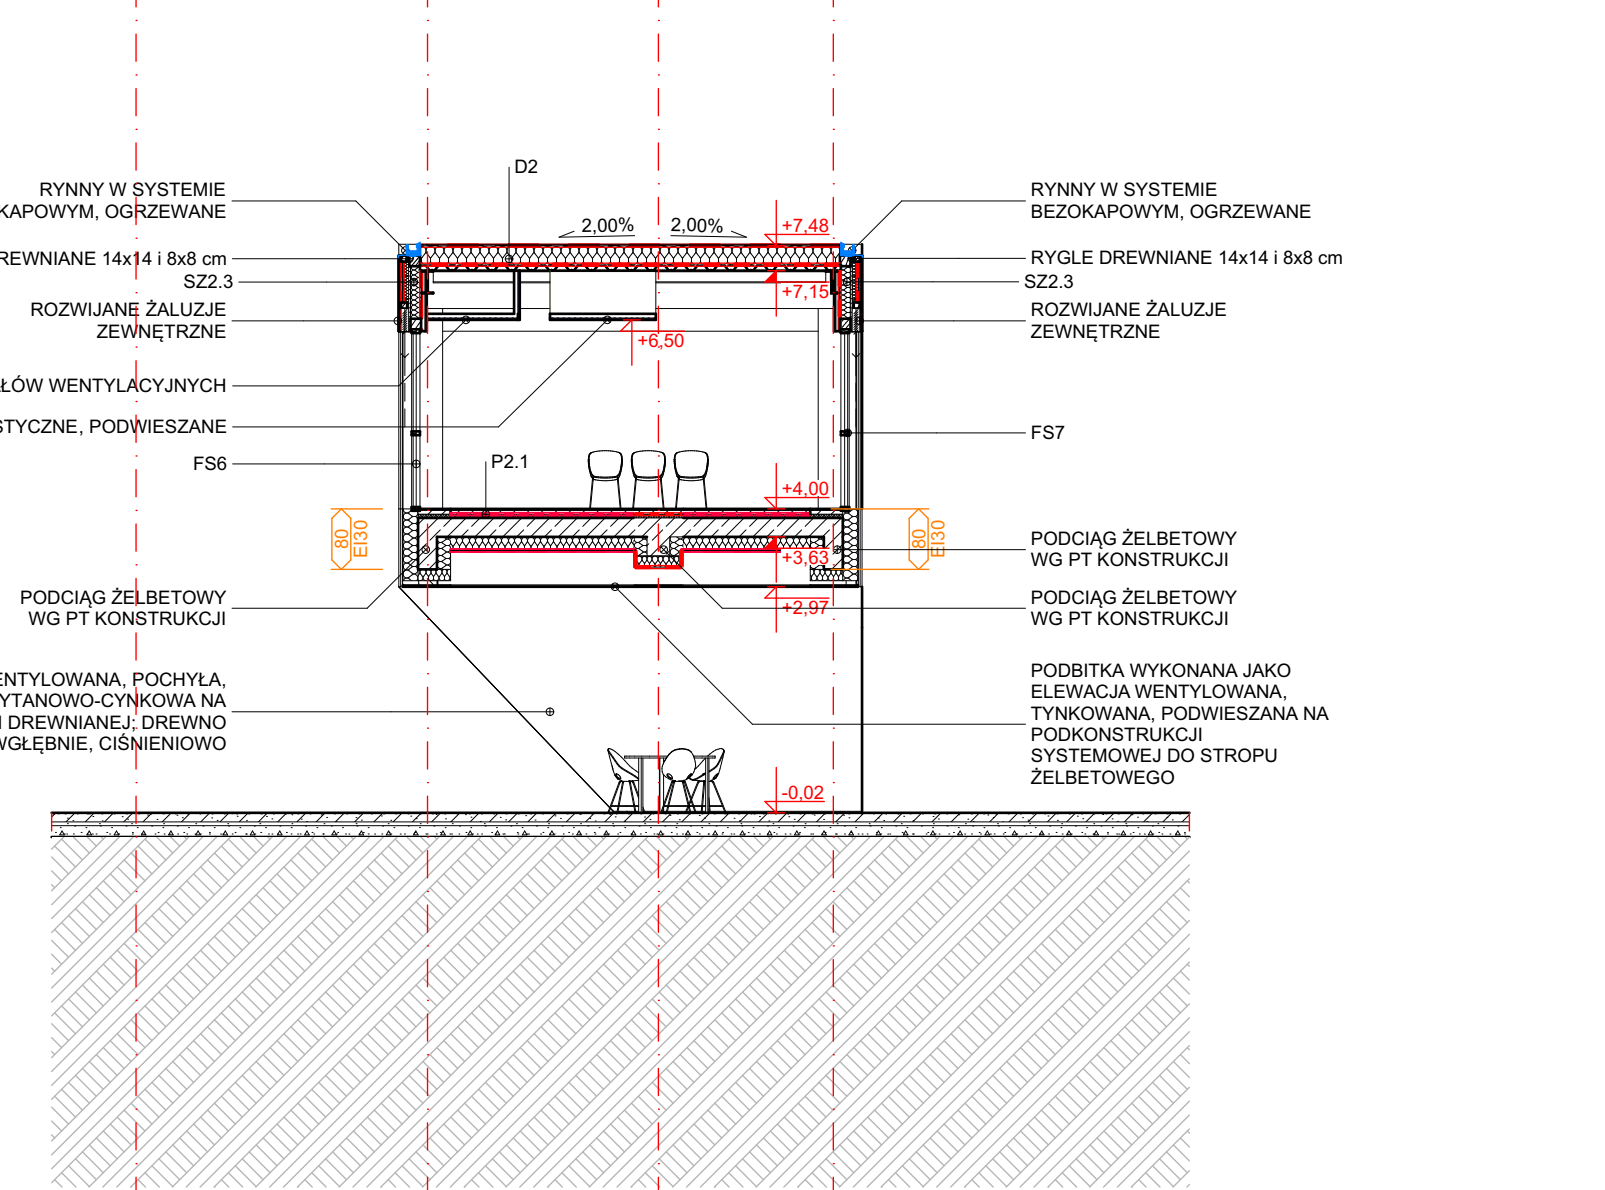 D2
RYNNY W SYSTEMIE
KAPOWYM, OGRZEWANE
RYNNY W SYSTEMIE
BEZOKAPOWYM, OGRZEWANE
2,00%
2,00%
+7,48
REWNIANE 14x14 i 8x8 cm
RYGLE DREWNIANE 14x14 i 8x8 cm
SZ2.3
SZ2.3
+7,15
ROZWIJANE ŻALUZJE
ZEWNĘTRZNE
ROZWIJANE ŻALUZJE
ZEWNĘTRZNE
+6,50
ŁÓW WENTYLACYJNYCH
STYCZNE, PODWIESZANE
FS7
FS6
P2.1
+4,00
80
EI30
80
EI30
+3,63
PODCIĄG ŻELBETOWY
WG PT KONSTRUKCJI
PODCIĄG ŻELBETOWY
WG PT KONSTRUKCJI
+2,97
PODCIĄG ŻELBETOWY
WG PT KONSTRUKCJI
ENTYLOWANA, POCHYŁA,
YTANOWO-CYNKOWA NA
I DREWNIANEJ; DREWNO
WGŁĘBNIE, CIŚNIENIOWO
PODBITKA WYKONANA JAKO
ELEWACJA WENTYLOWANA,
TYNKOWANA, PODWIESZANA NA
PODKONSTRUKCJI
SYSTEMOWEJ DO STROPU
ŻELBETOWEGO
-0,02